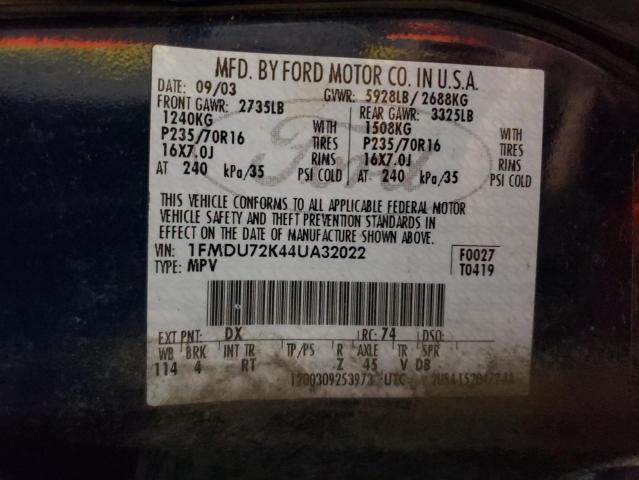 MFD. BY FORD MOTOR CO. IN U.S.A.
DATE: 09/03 GVWR: 5928LB / 2688KG
FRONT GAWR: 2735LB REAR GAWR: 3325LB
1240KG WITH 1508KG WITH
P235/70R16 TIRES P235/70R16 TIRES
16X7.0J RIMS 16X7.0J RIMS
AT 240 kPa/35 PSI COLD AT 240 kPa/35 PSI COLD
Ford
THIS VEHICLE CONFORMS TO ALL APPLICABLE FEDERAL MOTOR
VEHICLE SAFETY AND THEFT PREVENTION STANDARDS IN
EFFECT ON THE DATE OF MANUFACTURE SHOWN ABOVE.
VIN: 1FMDU72K44UA32022 F0027
TYPE: MPV T0419
EXT PNT: DX RC: 74 DSO:
WB BRK INT TR TP/PS R AXLE TR SPR
114 4 RT Z 45 V D8
1200309253973 UTC